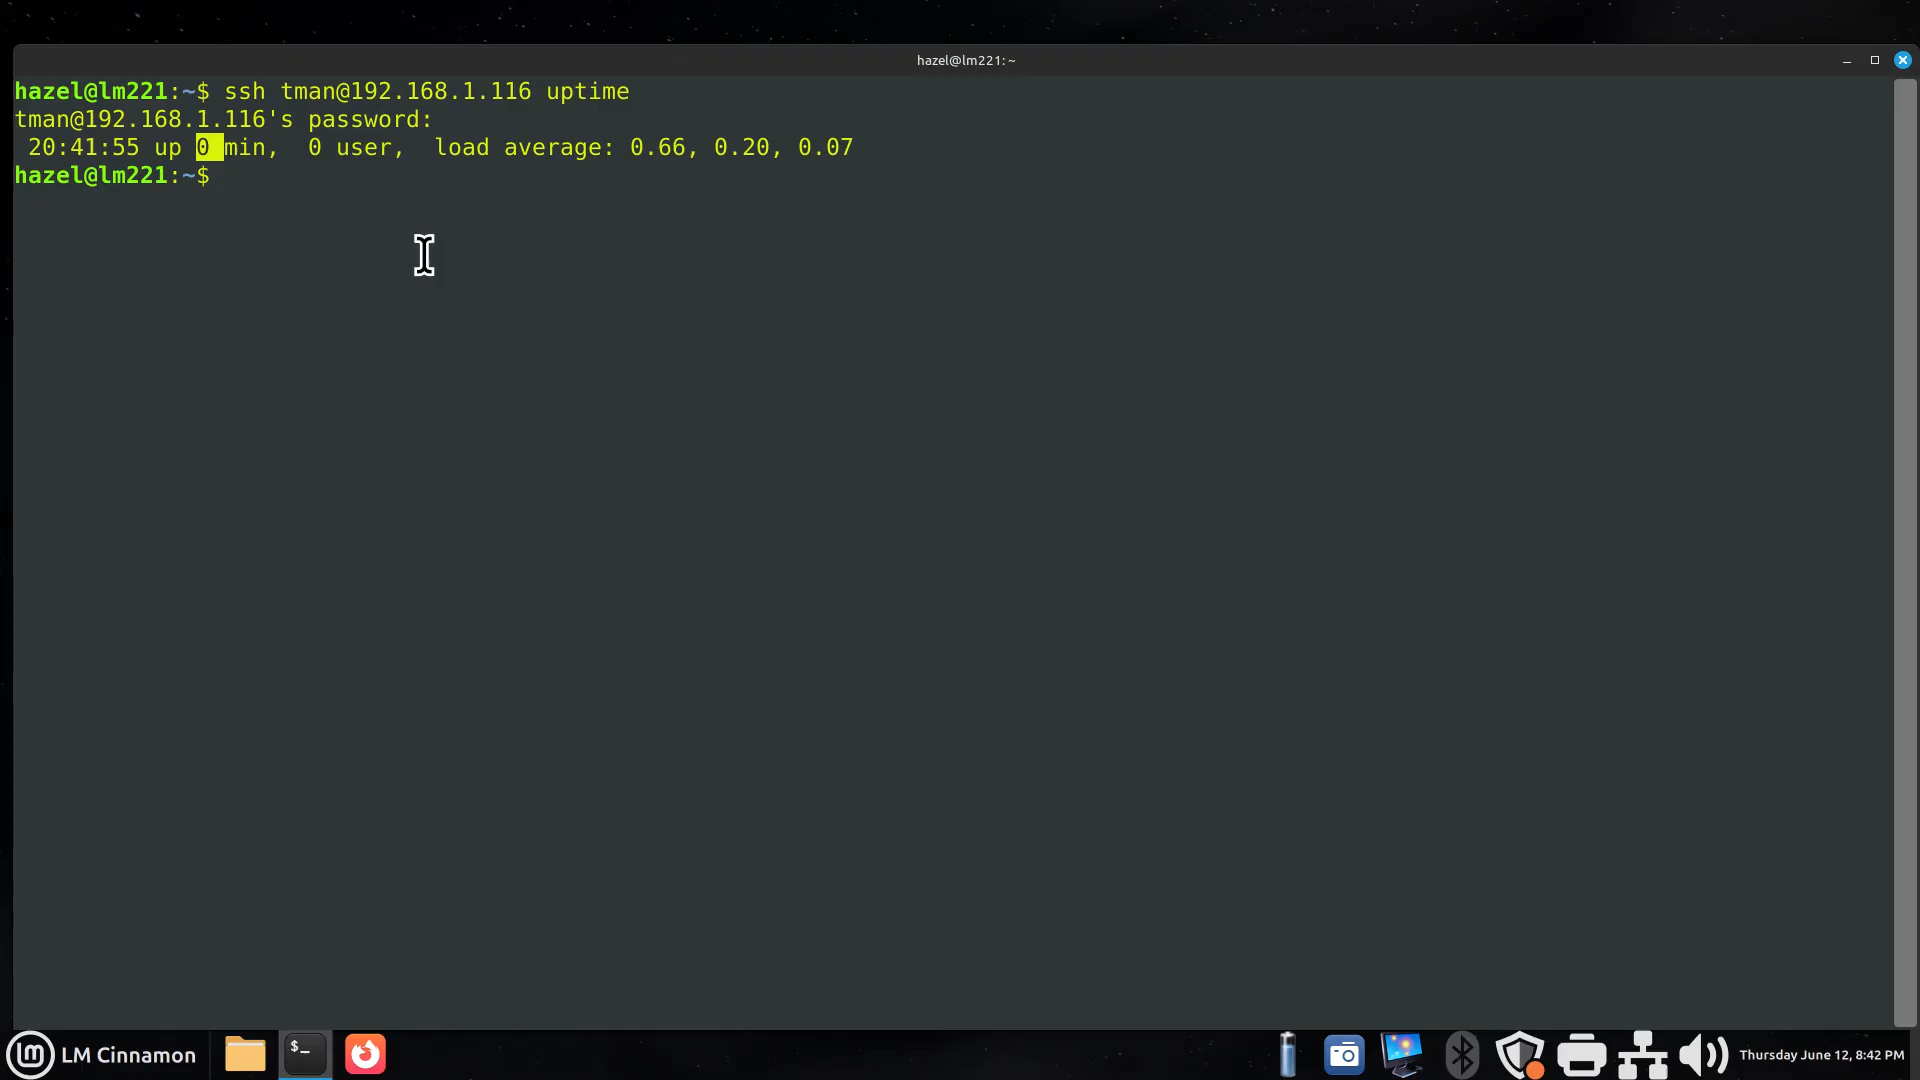 hazel@lm221: ~
hazel@lm221:~$ ssh tman@192.168.1.116 uptime
tman@192.168.1.116's password:
 20:41:55 up 0 min,  0 user,  load average: 0.66, 0.20, 0.07
hazel@lm221:~$
$_
LM Cinnamon
Thursday June 12, 8:42 PM